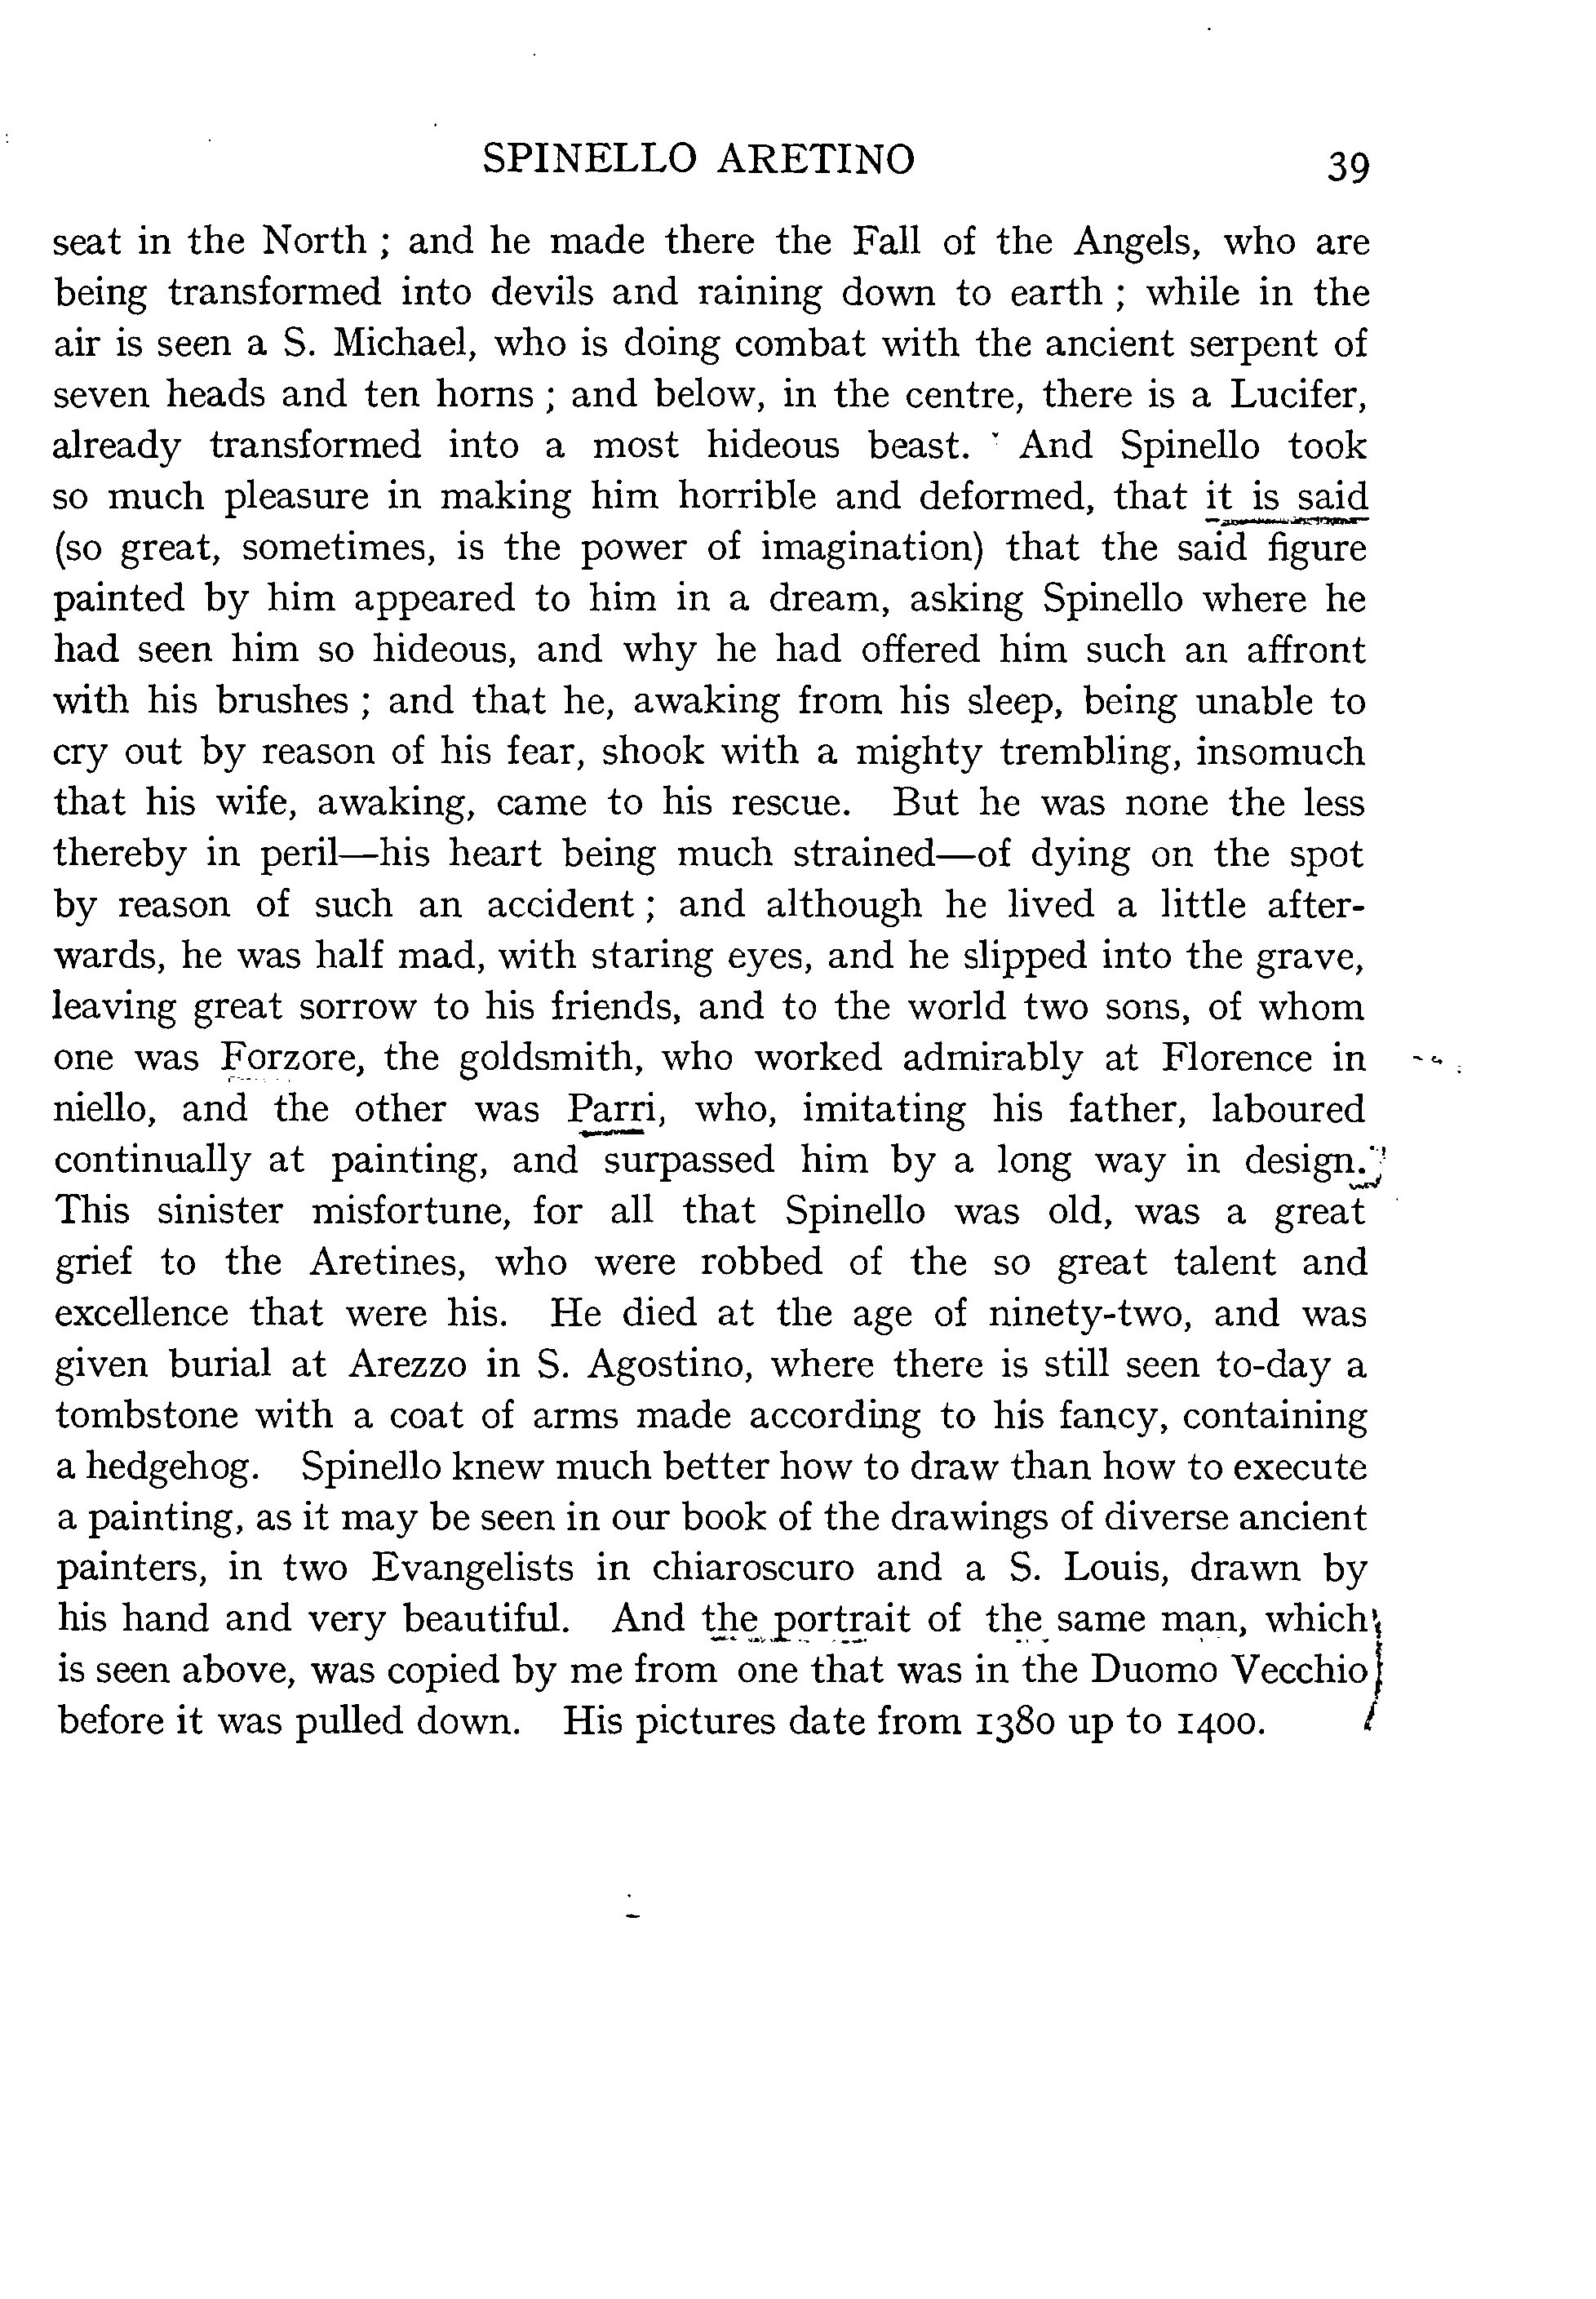 SPINELLO ARETINO 39
seat in the North ; and he made there the Fall of the Angels, who are
being transformed into devils and raining down to earth ; while in the
air is seen a S. Michael, who is doing combat with the ancient serpent of
seven heads and ten horns ; and below, in the centre, there is a Lucifer,
already transformed into a most hideous beast. And Spinello took
so much pleasure in making him horrible and deformed, that it is said
(so great, sometimes, is the power of imagination) that the said figure
painted by him appeared to him in a dream, asking Spinello where he
had seen him so hideous, and why he had offered him such an affront
with his brushes ; and that he, awaking from his sleep, being unable to
cry out by reason of his fear, shook with a mighty trembling, insomuch
that his wife, awaking, came to his rescue. But he was none the less
thereby in peril—his heart being much strained—of dying on the spot
by reason of such an accident ; and although he lived a little after-
wards, he was half mad, with staring eyes, and he slipped into the grave,
leaving great sorrow to his friends, and to the world two sons, of whom
one was Forzore, the goldsmith, who worked admirably at Florence in
niello, and the other was Parri, who, imitating his father, laboured
continually at painting, and surpassed him by a long way in design.
This sinister misfortune, for all that Spinello was old, was a great
grief to the Aretines, who were robbed of the so great talent and
excellence that were his. He died at the age of ninety-two, and was
given burial at Arezzo in S. Agostino, where there is still seen to-day a
tombstone with a coat of arms made according to his fancy, containing
a hedgehog. Spinello knew much better how to draw than how to execute
a painting, as it may be seen in our book of the drawings of diverse ancient
painters, in two Evangelists in chiaroscuro and a S. Louis, drawn by
his hand and very beautiful. And the portrait of the same man, which
is seen above, was copied by me from one that was in the Duomo Vecchio
before it was pulled down. His pictures date from 1380 up to 1400.